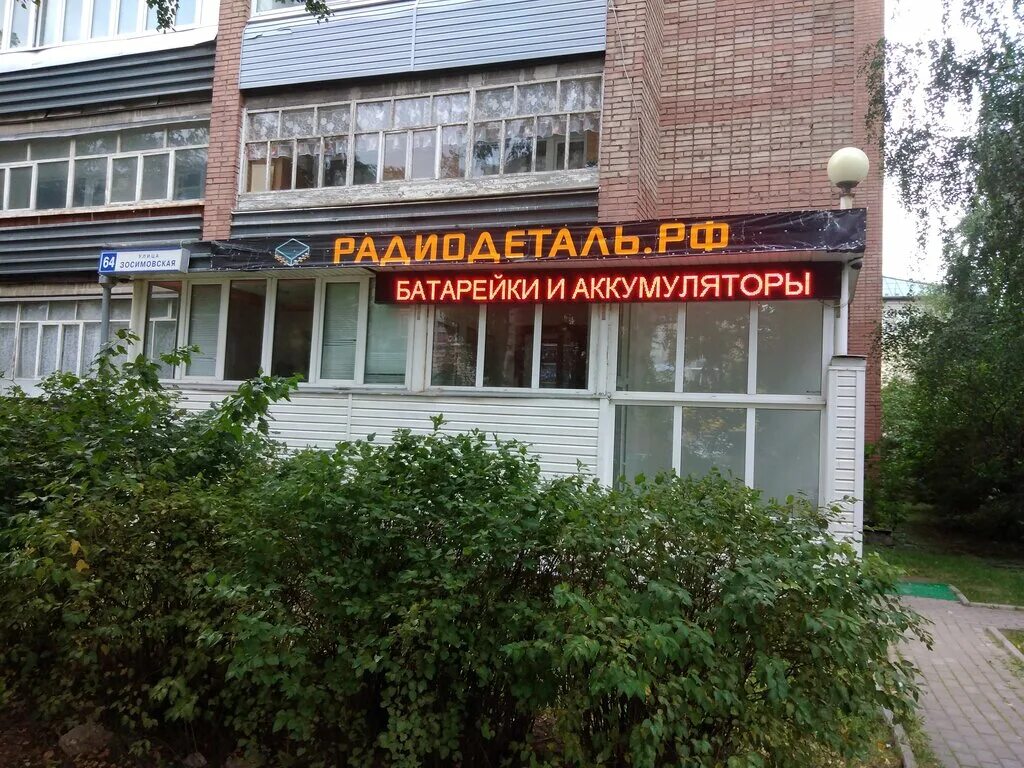 РАДИОДЕТАЛЬ.РФ
64 УЛИЦА
ЗОСИМОВСКАЯ
БАТАРЕЙКИ И АККУМУЛЯТОРЫ